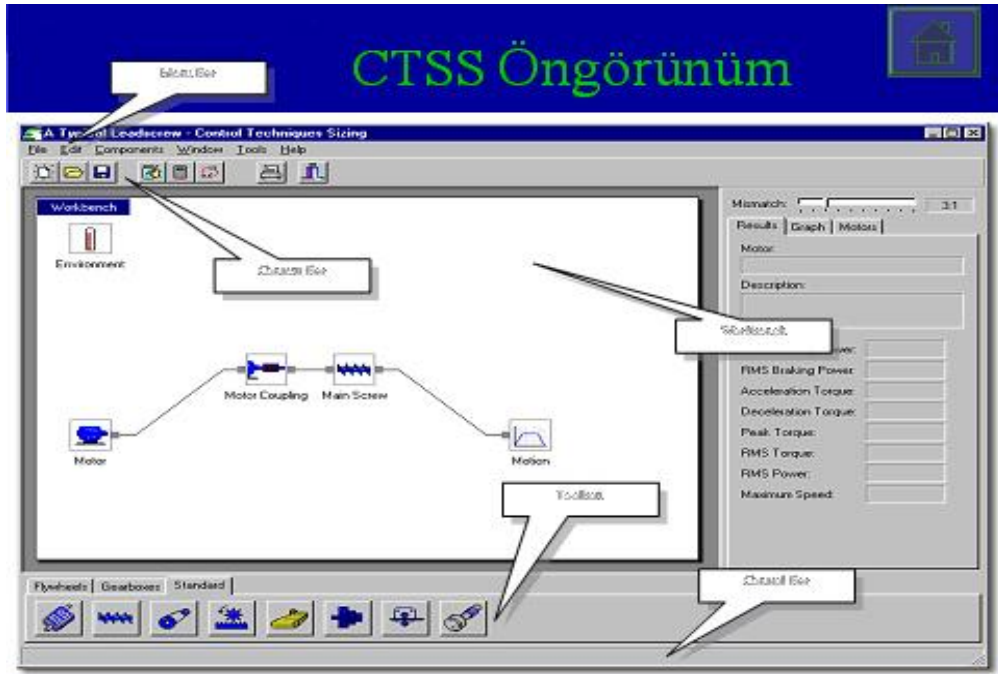 CTSS Öngörünüm
A Typical Leadscrew - Control Techniques Sizing
File Edit Components Window Tools Help
Workbench
Environment
Motor Coupling
Main Screw
Motor
Motion
Mismatch: 3:1
Results Graph Motors
Motor:
Description:
RMS Braking Power:
Acceleration Torque:
Deceleration Torque:
Peak Torque:
RMS Torque:
RMS Power:
Maximum Speed:
Toolbox
Flywheels Gearboxes Standard